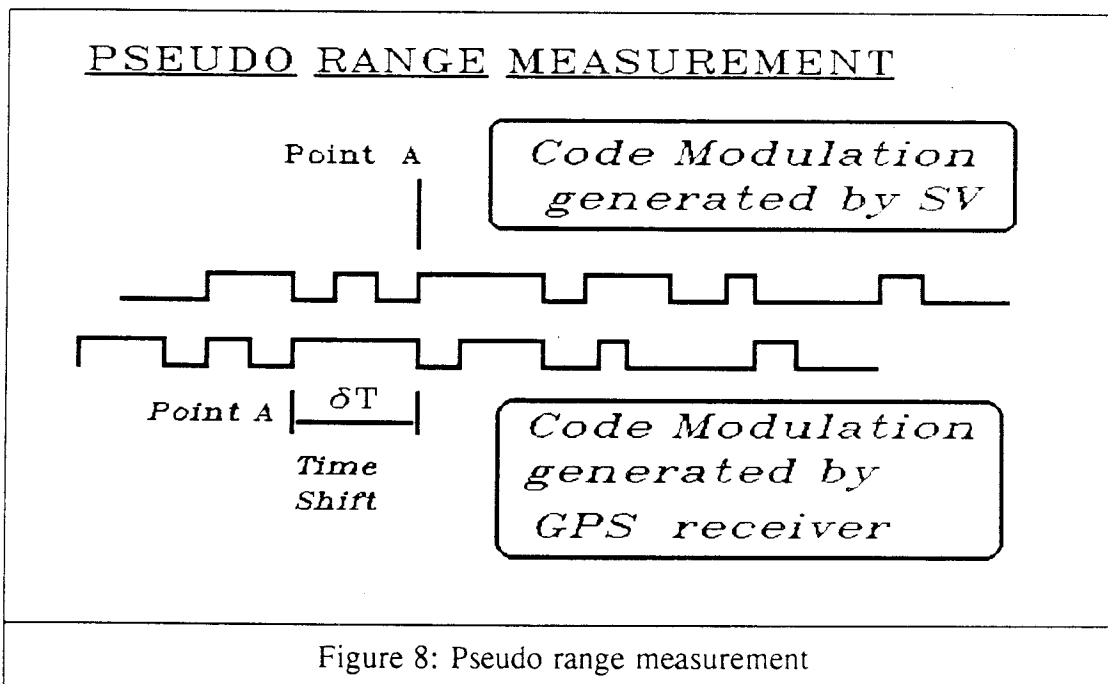 PSEUDO RANGE MEASUREMENT
Point A
Code Modulation
generated by SV
Point A
δT
Time
Shift
Code Modulation
generated by
GPS receiver
Figure 8: Pseudo range measurement